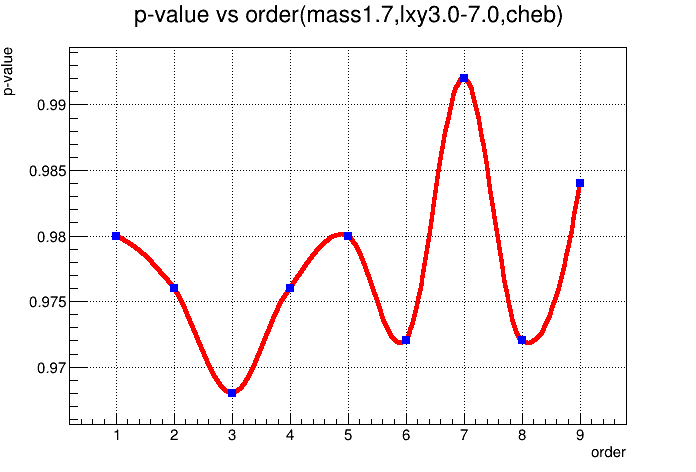 p-value vs order(mass1.7,lxy3.0-7.0,cheb)
p-value
0.99
0.985
0.98
0.975
0.97
1 2 3 4 5 6 7 8 9
order